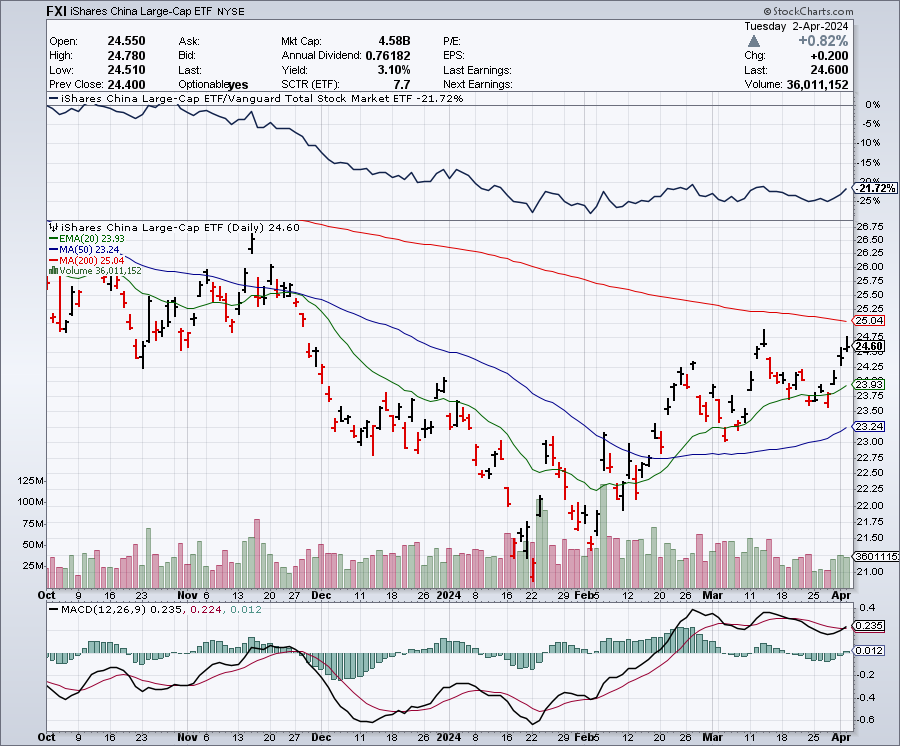 FXI iShares China Large-Cap ETF NYSE
© StockCharts.com
Tuesday 2-Apr-2024
Open: 24.550 Ask: Mkt Cap: 4.58B P/E: +0.82%
High: 24.780 Bid: Annual Dividend: 0.76182 EPS: Chg: +0.200
Low: 24.510 Last: Yield: 3.10% Last Earnings: Last: 24.600
Prev Close: 24.400 Optionable yes SCTR (ETF): 7.7 Next Earnings: Volume: 36,011,152
iShares China Large-Cap ETF/Vanguard Total Stock Market ETF -21.72%
0%
-5%
-10%
-15%
-20%
-21.72%
-25%
iShares China Large-Cap ETF (Daily) 24.60
EMA(20) 23.93
MA(50) 23.24
MA(200) 25.04
Volume 36,011,152
26.75
26.50
26.25
26.00
25.75
25.50
25.25
25.04
24.75
24.60
24.50
24.25
24.00
23.93
23.75
23.50
23.24
23.00
22.75
22.50
22.25
22.00
21.75
21.50
36011152
21.00
125M
100M
75M
50M
25M
Oct 9 16 23 Nov 6 13 20 27 Dec 11 18 26 2024 8 16 22 29 Feb 5 12 20 26 Mar 11 18 25 Apr
MACD(12,26,9) 0.235, 0.224, 0.012
0.4
0.235
0.012
-0.2
-0.4
-0.6
Oct 9 16 23 Nov 6 13 20 27 Dec 11 18 26 2024 8 16 22 29 Feb 5 12 20 26 Mar 11 18 25 Apr